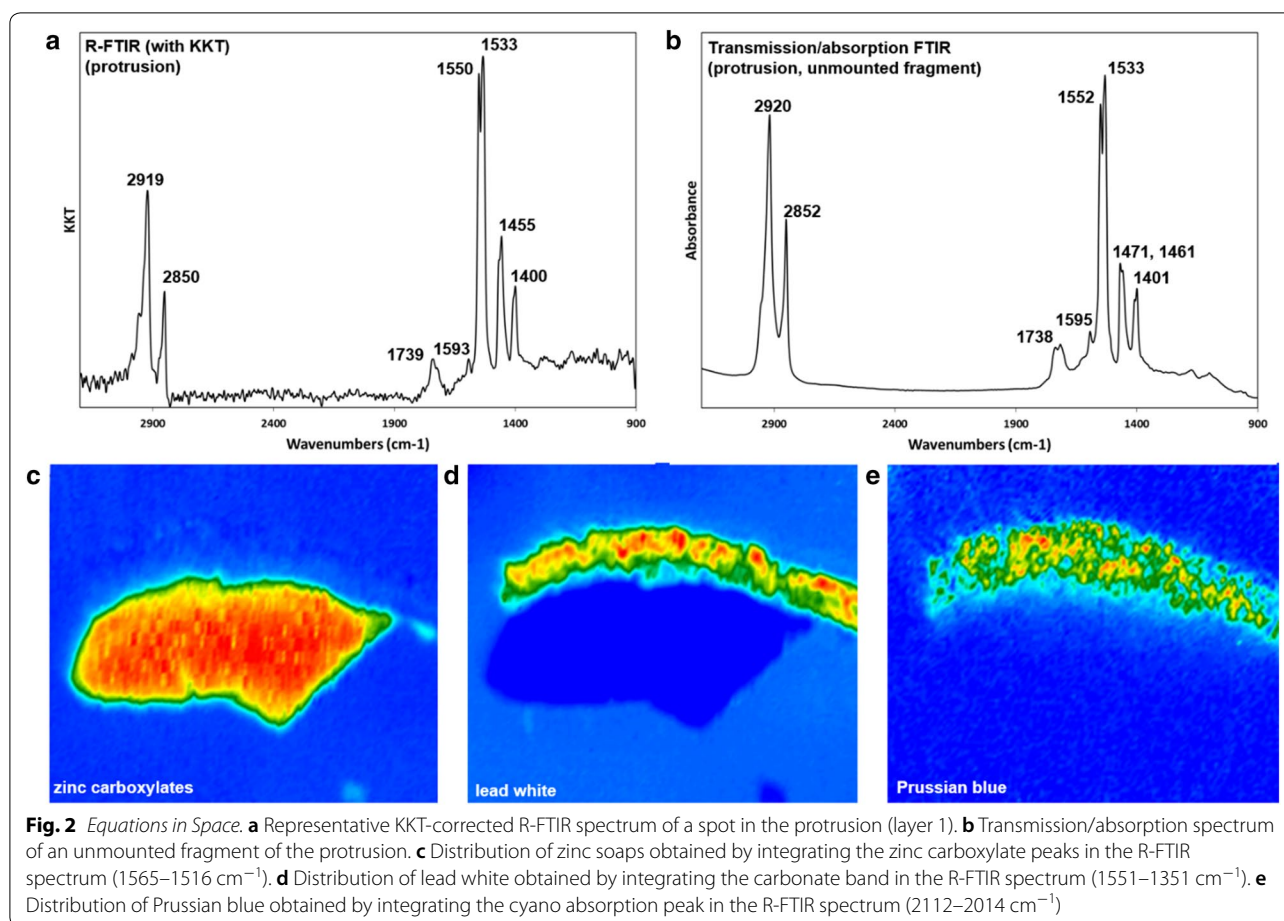 a
R-FTIR (with KKT)
(protrusion)
1533
1550
2919
2850
1455
1400
1739
1593
KKT
2900
2400
1900
1400
900
Wavenumbers (cm-1)
b
Transmission/absorption FTIR
(protrusion, unmounted fragment)
1533
1552
2920
2852
1471, 1461
1401
1738
1595
Absorbance
2900
2400
1900
1400
900
Wavenumbers (cm-1)
c
zinc carboxylates
d
lead white
e
Prussian blue
Fig. 2 Equations in Space. a Representative KKT-corrected R-FTIR spectrum of a spot in the protrusion (layer 1). b Transmission/absorption spectrum
of an unmounted fragment of the protrusion. c Distribution of zinc soaps obtained by integrating the zinc carboxylate peaks in the R-FTIR
spectrum (1565–1516 cm⁻¹). d Distribution of lead white obtained by integrating the carbonate band in the R-FTIR spectrum (1551–1351 cm⁻¹). e
Distribution of Prussian blue obtained by integrating the cyano absorption peak in the R-FTIR spectrum (2112–2014 cm⁻¹)